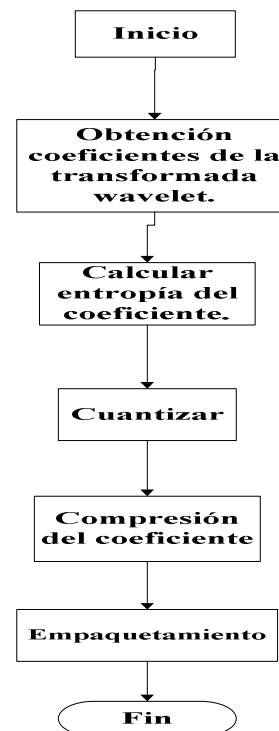 Inicio
Obtención
coeficientes de la
transformada
wavelet.
Calcular
entropía del
coeficiente.
Cuantizar
Compresión
del coeficiente
Empaquetamiento
Fin